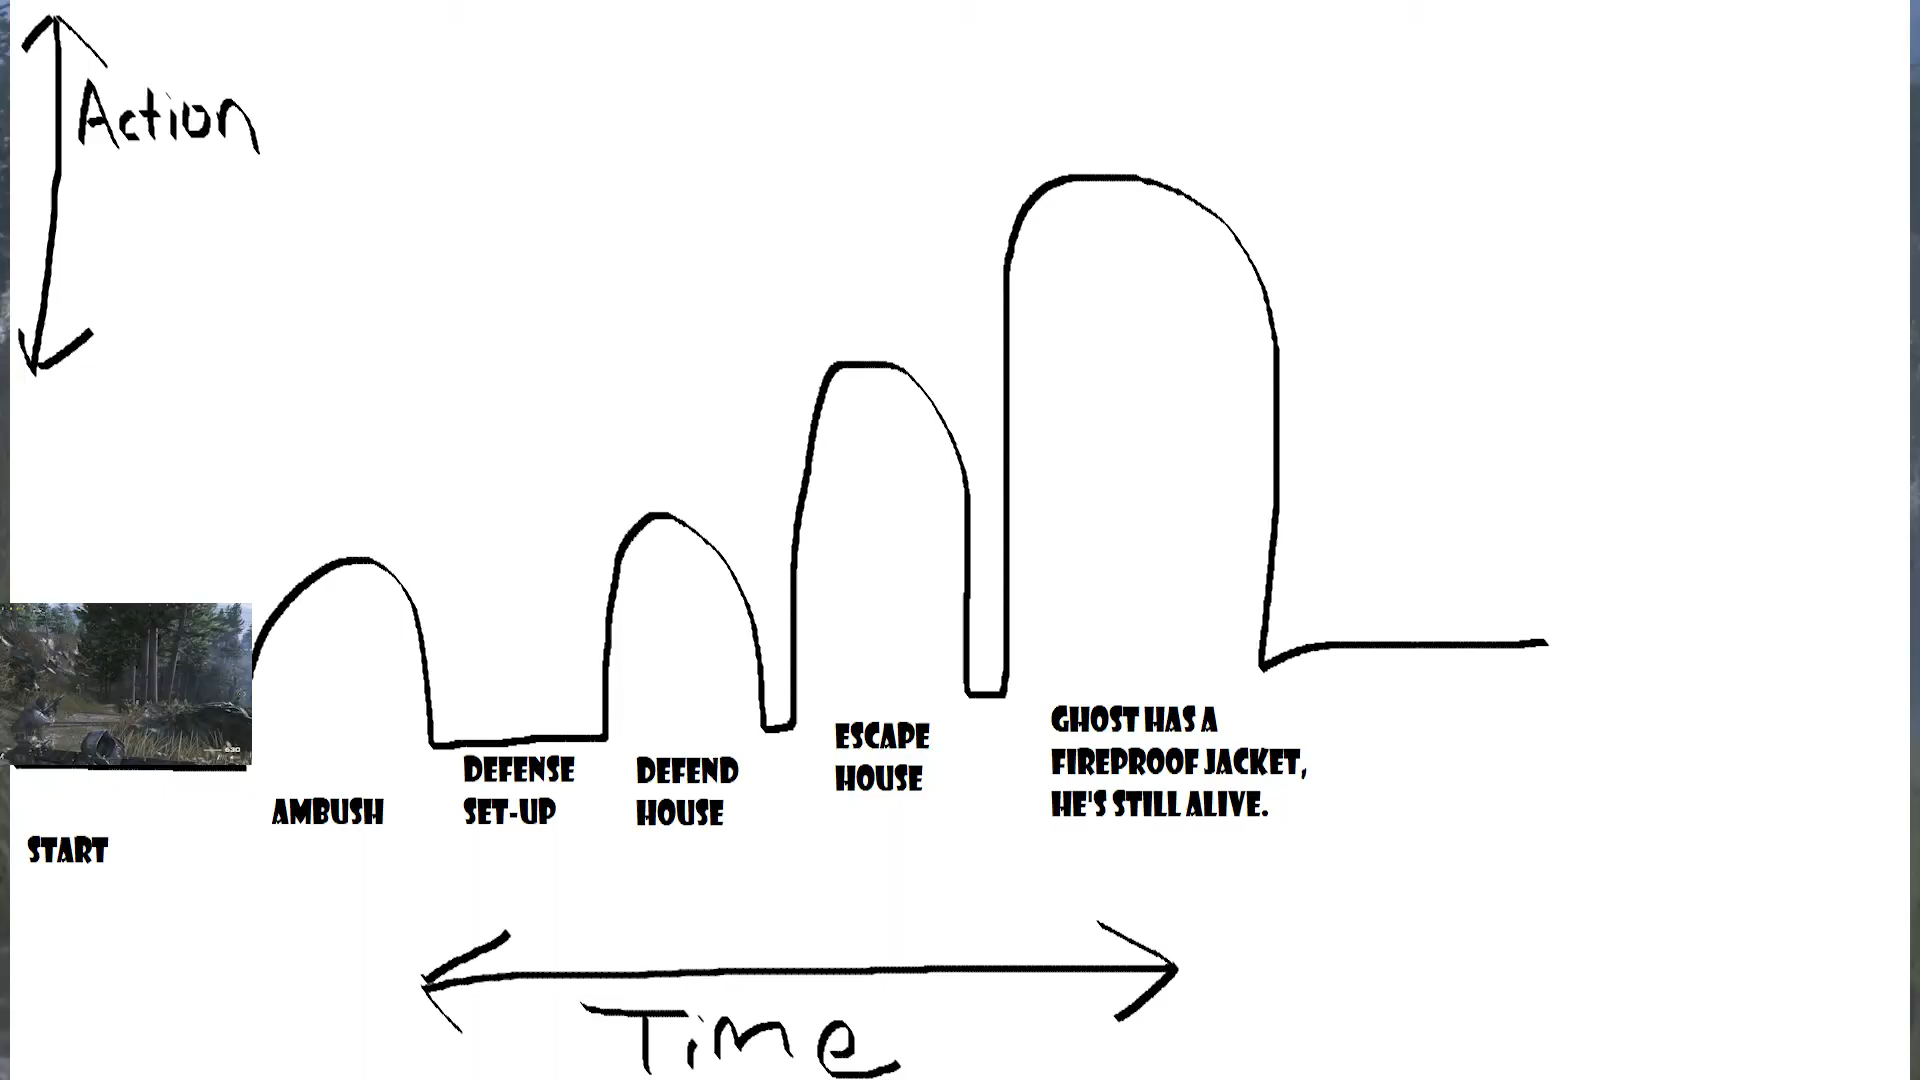 Action
GHOST HAS A
FIREPROOF JACKET,
HE'S STILL ALIVE.
ESCAPE
HOUSE
DEFENSE
SET-UP
DEFEND
HOUSE
AMBUSH
START
Time